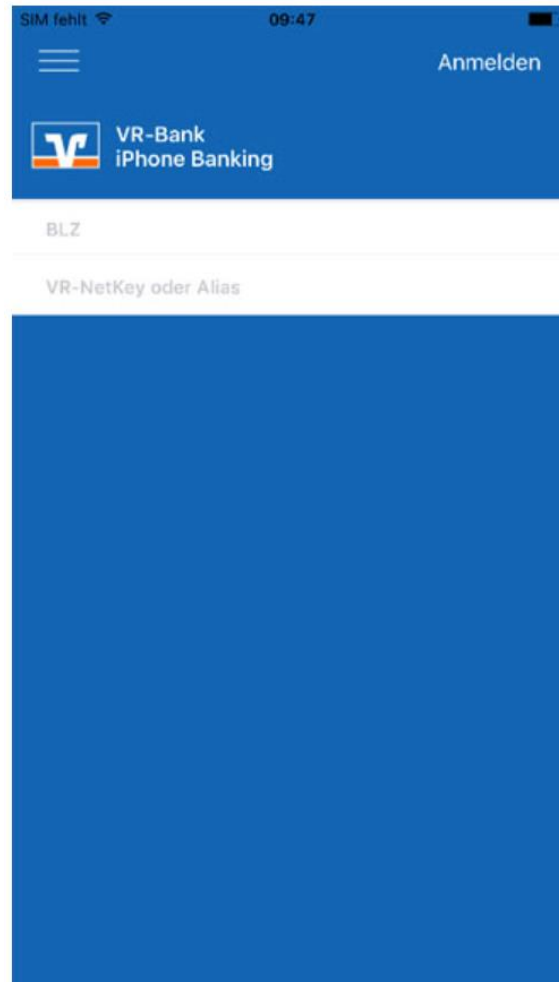 SIM fehlt 09:47
Anmelden
VR-Bank
iPhone Banking
BLZ
VR-NetKey oder Alias